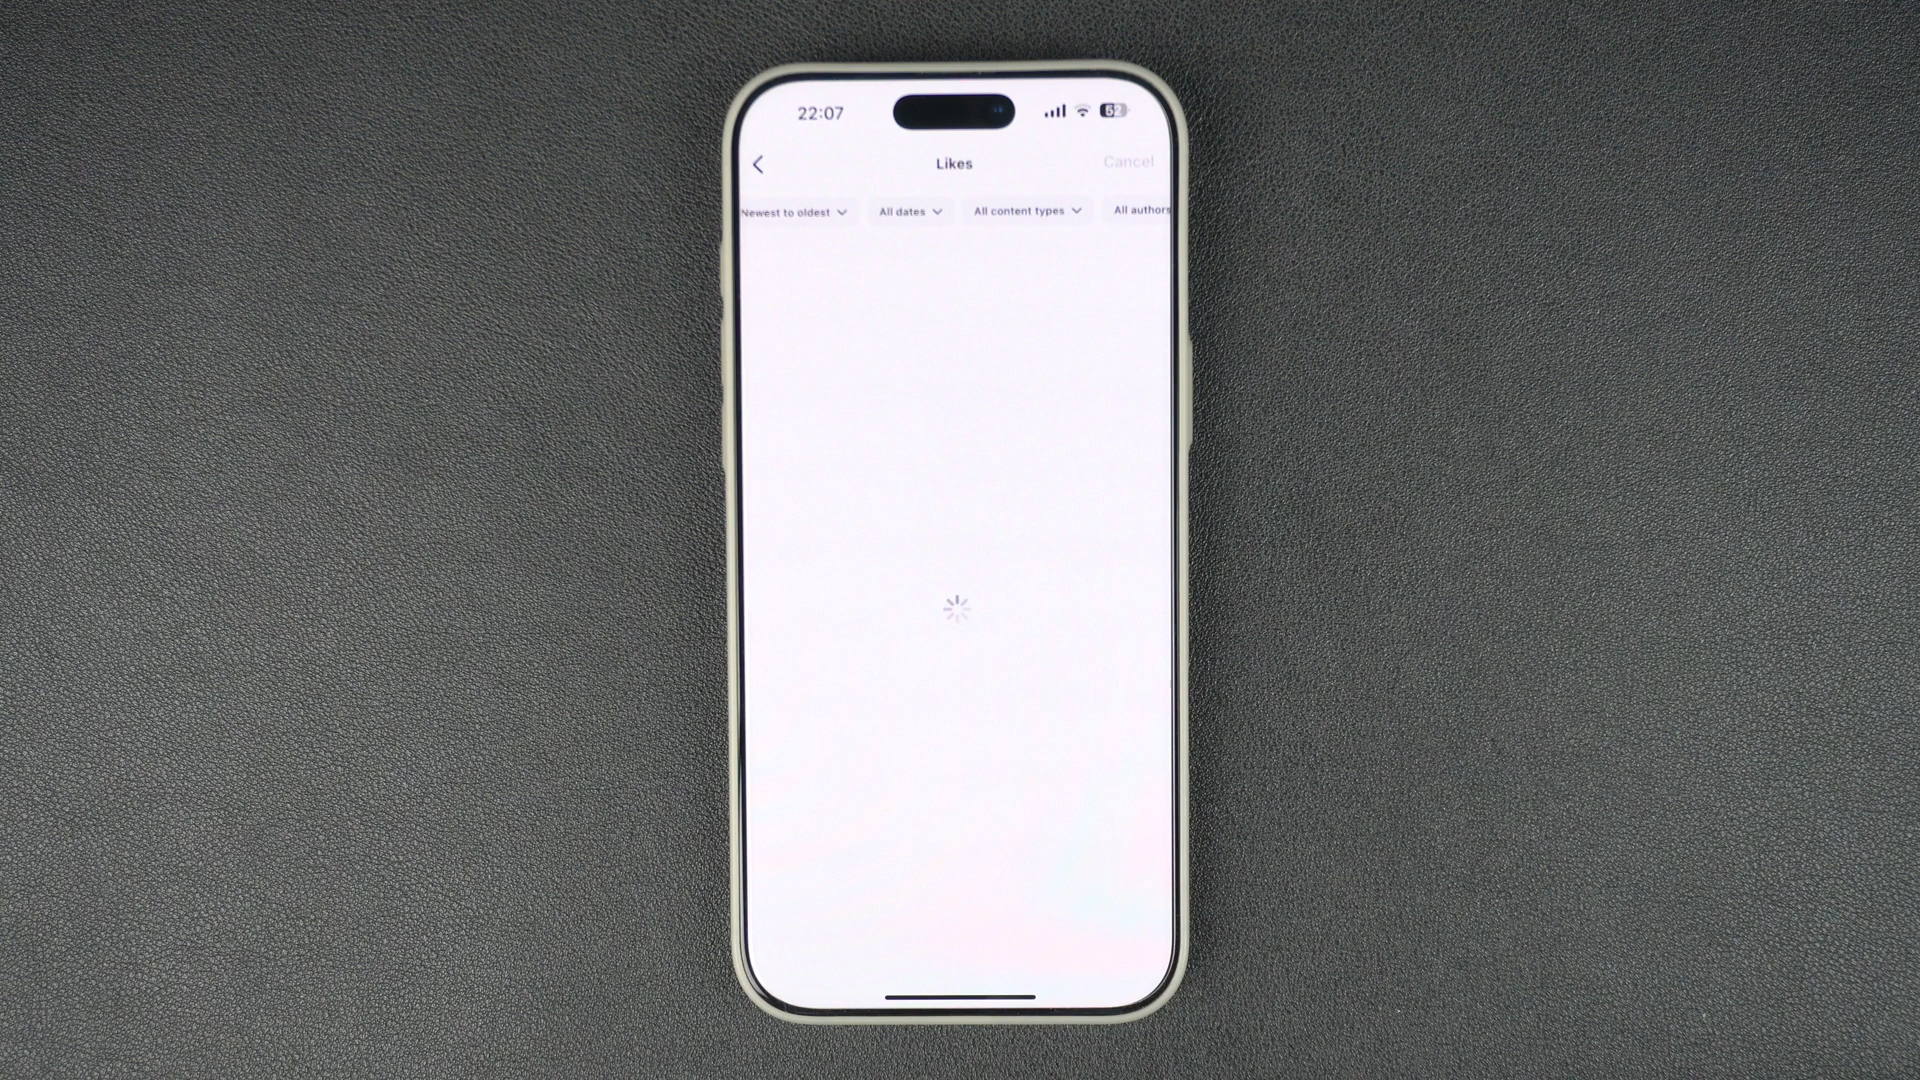 22:07 52
Likes Cancel
Newest to oldest All dates All content types All authors